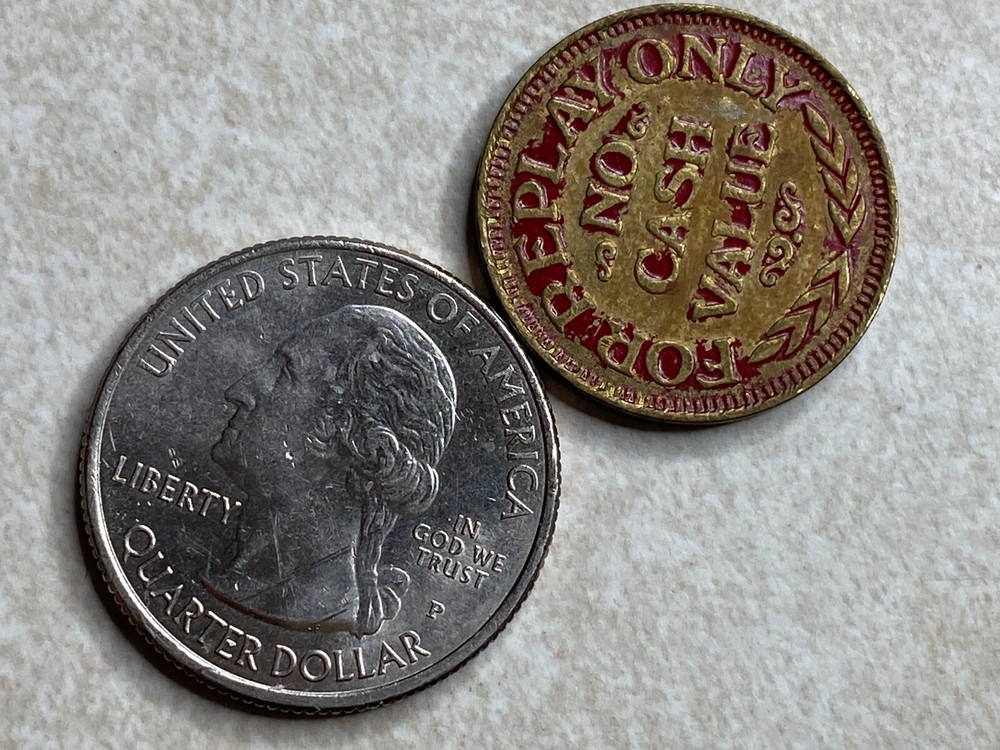 UNITED STATES OF AMERICA
LIBERTY
IN
GOD WE
TRUST
P
QUARTER DOLLAR
FOR REPLAY ONLY
NO
CASH
VALUE